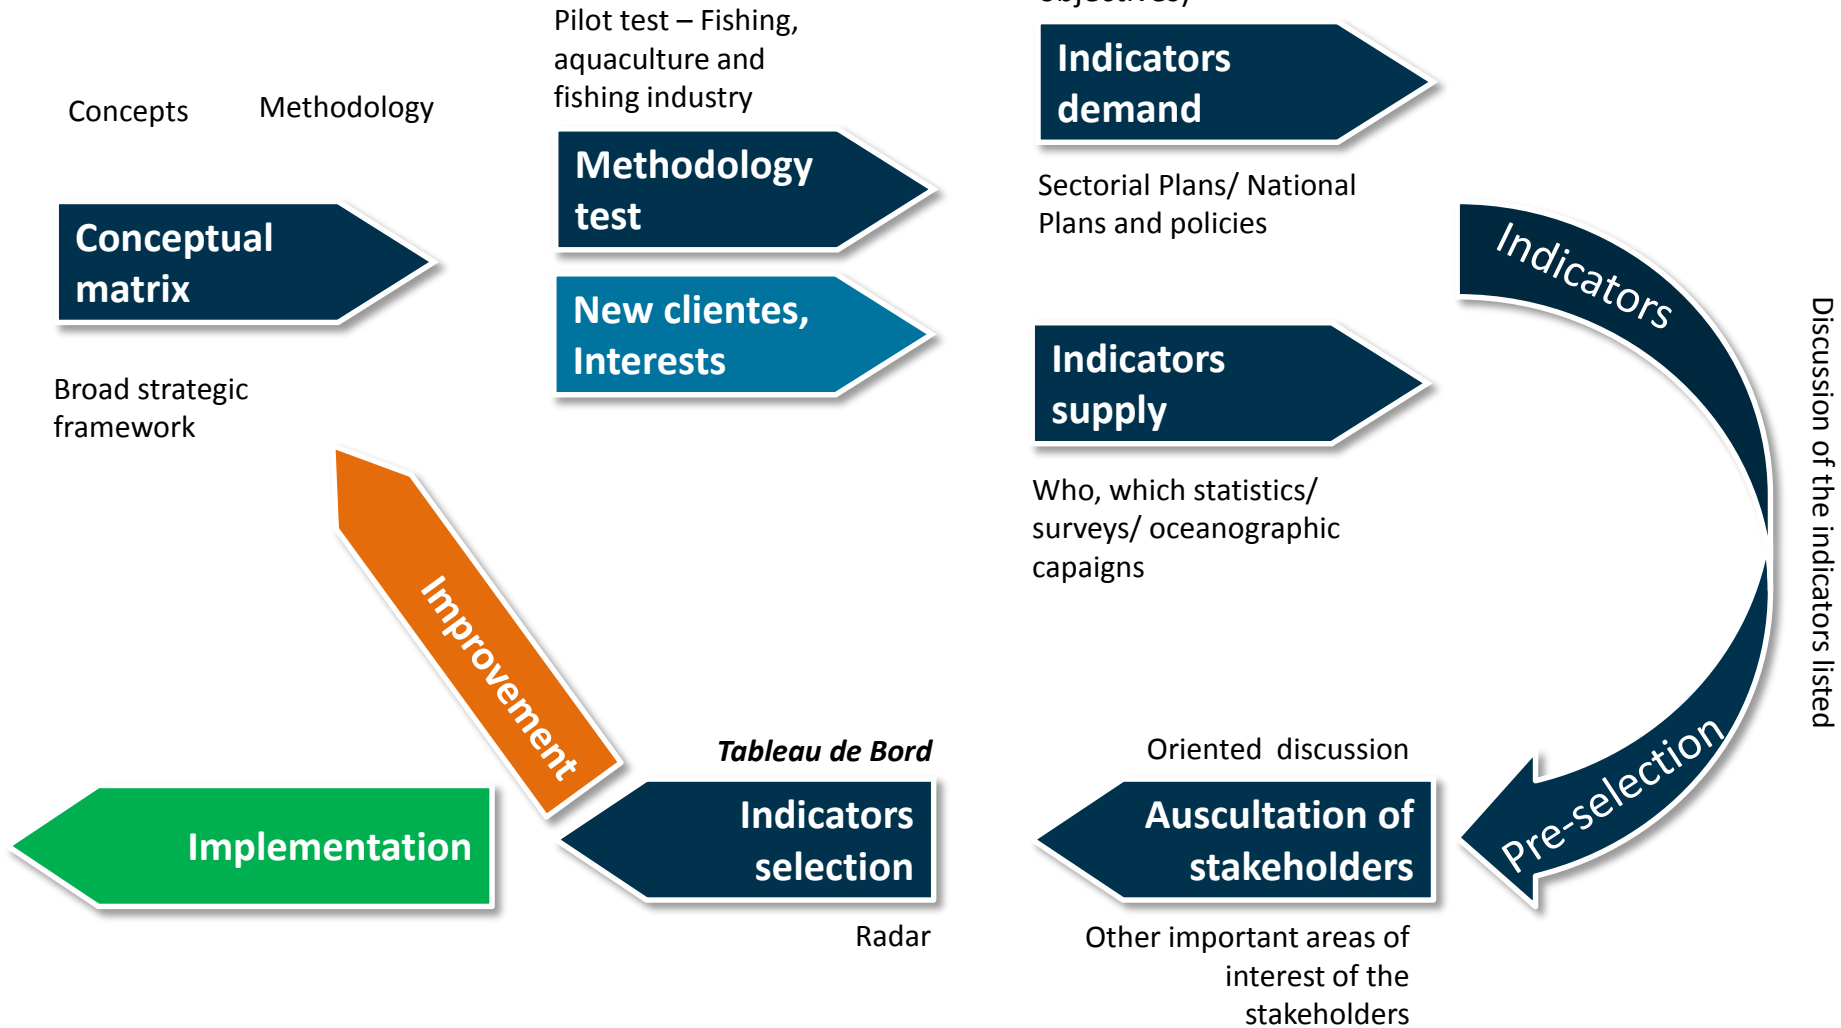 Concepts
Methodology
Conceptual
matrix
Broad strategic
framework
Pilot test – Fishing,
aquaculture and
fishing industry
Methodology
test
New clientes,
Interests
Indicators
demand
Sectorial Plans/ National
Plans and policies
Indicators
supply
Who, which statistics/
surveys/ oceanographic
capaigns
Indicators
Discussion of the indicators listed
Pre-selection
Oriented discussion
Auscultation of
stakeholders
Other important areas of
interest of the
stakeholders
Tableau de Bord
Indicators
selection
Radar
Improvement
Implementation